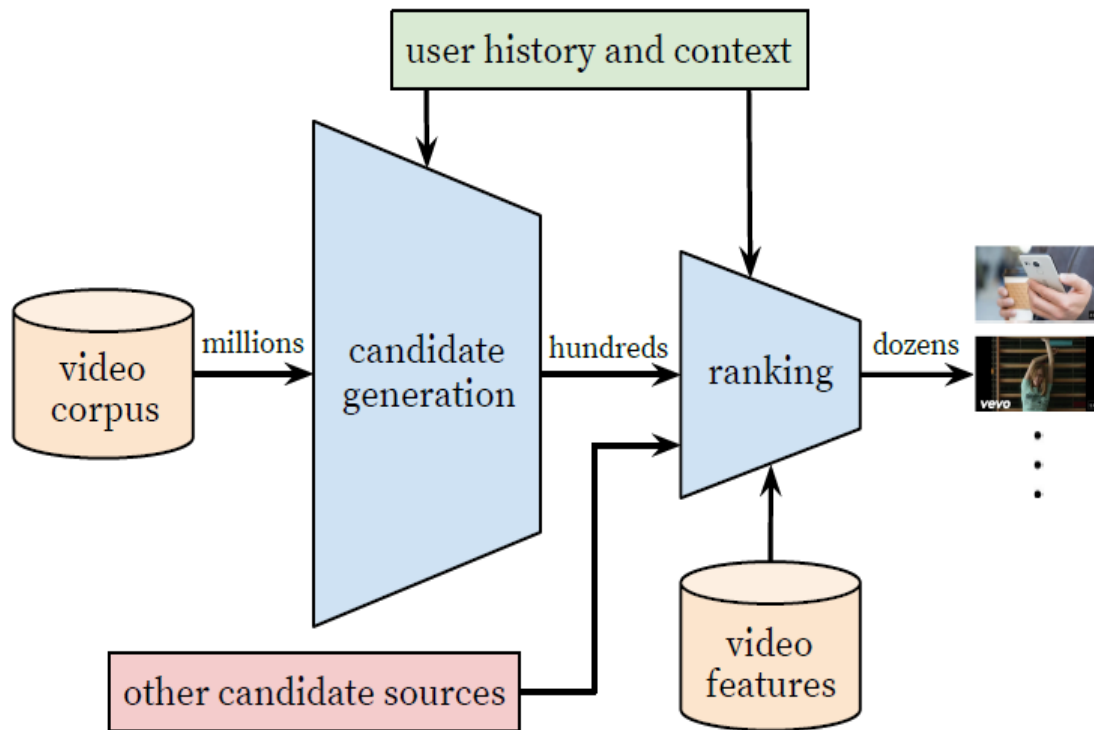 user history and context
video
corpus
millions
candidate
generation
hundreds
ranking
dozens
vevo
other candidate sources
video
features